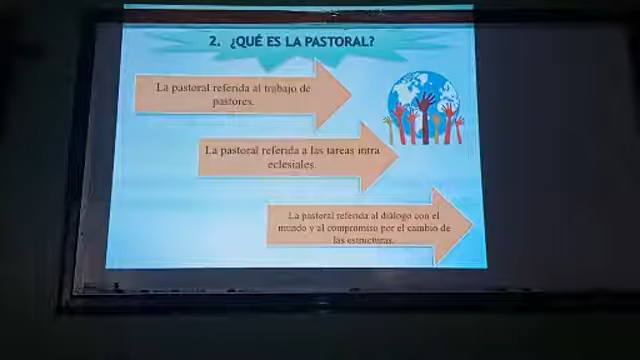 2. ¿QUÉ ES LA PASTORAL?
La pastoral referida al trabajo de
pastores.
La pastoral referida a las tareas intra
eclesiales.
La pastoral referida al diálogo con el
mundo y al compromiso por el cambio de
las estructuras.